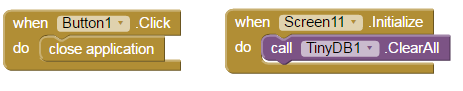 when Button1 .Click
do close application
when Screen11 .Initialize
do call TinyDB1 .ClearAll